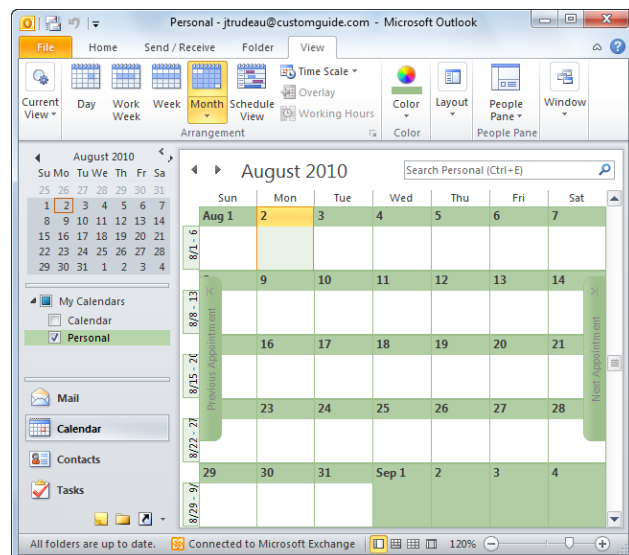 Personal - jtrudeau@customguide.com - Microsoft Outlook
File Home Send / Receive Folder View
Current View Day Work Week Week Month Schedule View Time Scale Overlay Working Hours Color Layout People Pane Window
Arrangement Color People Pane
August 2010
Su Mo Tu We Th Fr Sa
25 26 27 28 29 30 31
1 2 3 4 5 6 7
8 9 10 11 12 13 14
15 16 17 18 19 20 21
22 23 24 25 26 27 28
29 30 31 1 2 3 4
My Calendars
Calendar
Personal
Mail
Calendar
Contacts
Tasks
August 2010 Search Personal (Ctrl+E)
Sun Mon Tue Wed Thu Fri Sat
8/1 - 6
Aug 1 2 3 4 5 6 7
8/8 - 13
9 10 11 12 13 14
8/15 - 20
16 17 18 19 20 21
8/22 - 27
23 24 25 26 27 28
8/29 - 9/
29 30 31 Sep 1 2 3 4
Previous Appointment
Next Appointment
All folders are up to date. Connected to Microsoft Exchange 120%